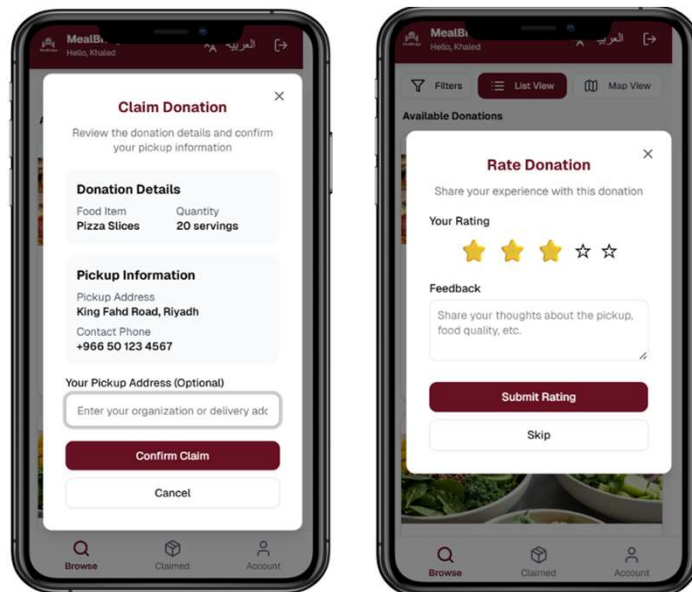 MealBr
Hello, Khaled
العربية
Claim Donation
Review the donation details and confirm
your pickup information
Donation Details
Food Item Quantity
Pizza Slices 20 servings
Pickup Information
Pickup Address
King Fahd Road, Riyadh
Contact Phone
+966 50 123 4567
Your Pickup Address (Optional)
Enter your organization or delivery adc
Confirm Claim
Cancel
Browse Claimed Account
MealBr
Hello, Khaled
العربية
Filters List View Map View
Available Donations
Rate Donation
Share your experience with this donation
Your Rating
Feedback
Share your thoughts about the pickup,
food quality, etc.
Submit Rating
Skip
Browse Claimed Account